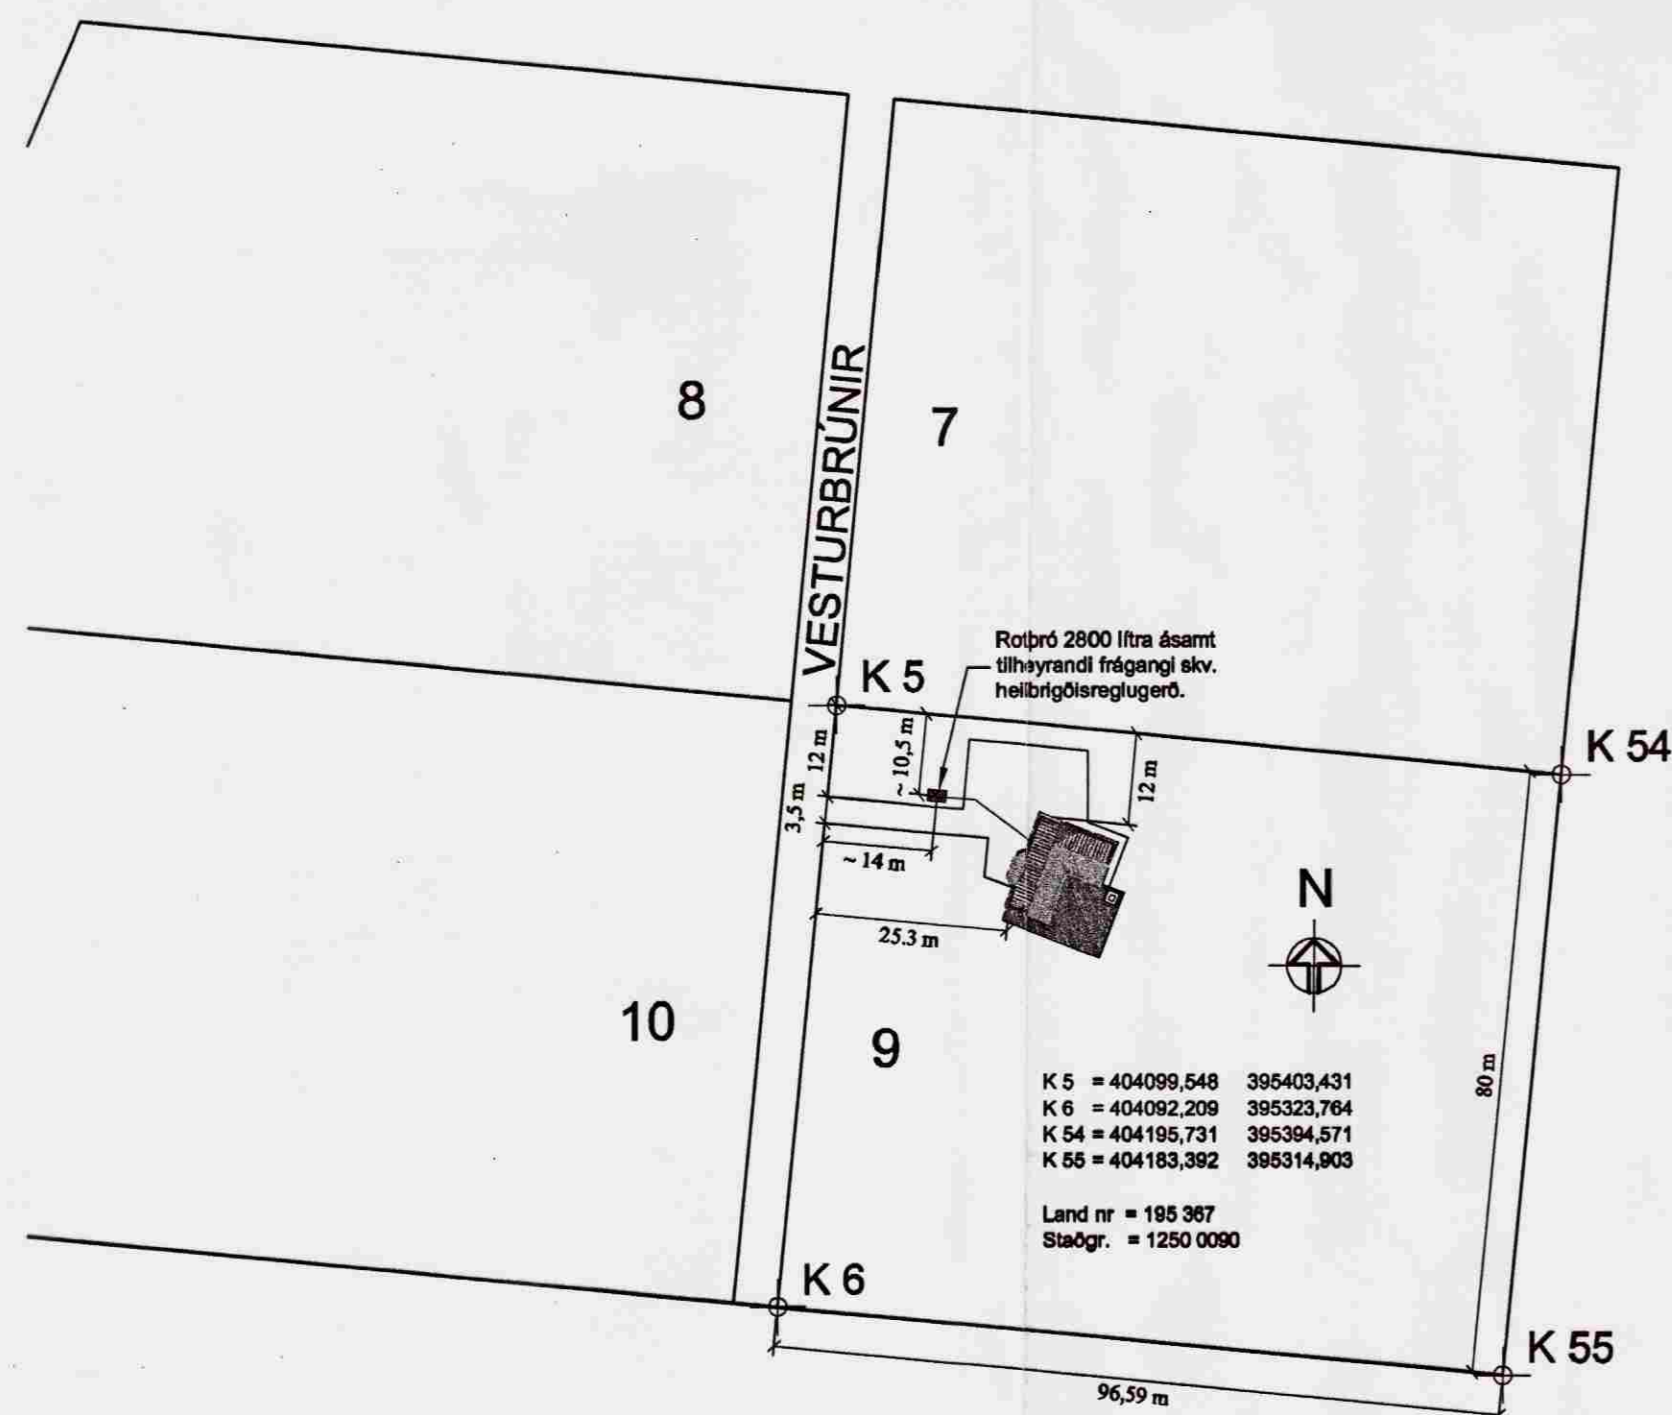 8
7
VESTURBRÚNIR
Rotþró 2800 lítra ásamt
tilheyrandi frágangi skv.
heilbrigðisreglugerð.
K 5
K 54
12 m
~ 10,5 m
12 m
3,5 m
~ 14 m
25.3 m
N
10
9
80 m
K 5 = 404099,548 395403,431
K 6 = 404092,209 395323,764
K 54 = 404195,731 395394,571
K 55 = 404183,392 395314,903
Land nr = 195 367
Staðgr. = 1250 0090
K 6
K 55
96,59 m